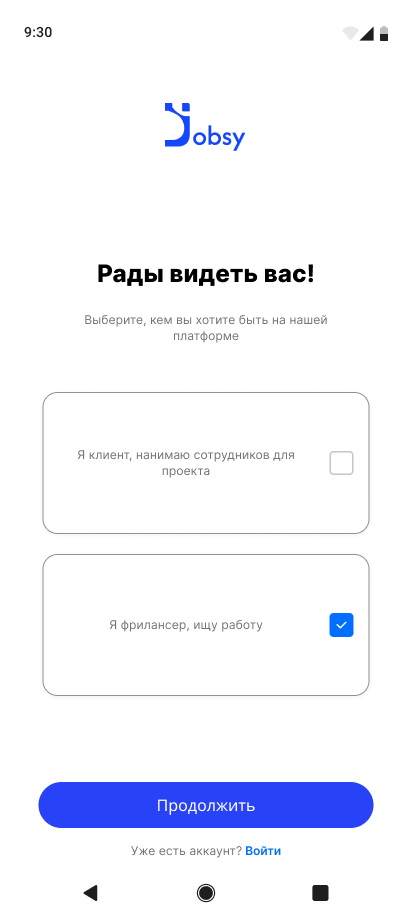 9:30
Jobsy
Рады видеть вас!
Выберите, кем вы хотите быть на нашей
платформе
Я клиент, нанимаю сотрудников для
проекта
Я фрилансер, ищу работу
Продолжить
Уже есть аккаунт? Войти